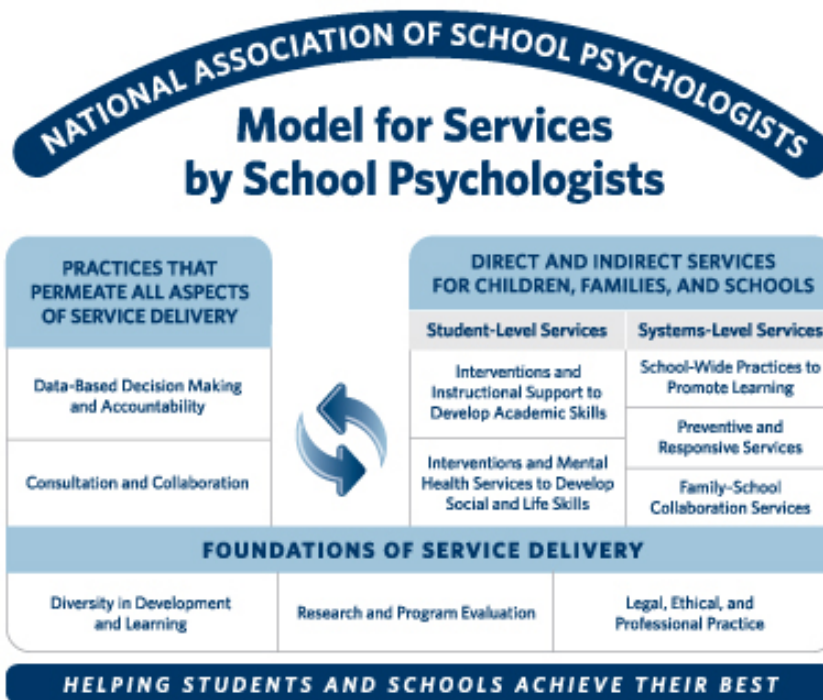 NATIONAL ASSOCIATION OF SCHOOL PSYCHOLOGISTS
Model for Services
by School Psychologists
PRACTICES THAT
PERMEATE ALL ASPECTS
OF SERVICE DELIVERY
Data-Based Decision Making
and Accountability
Consultation and Collaboration
DIRECT AND INDIRECT SERVICES
FOR CHILDREN, FAMILIES, AND SCHOOLS
Student-Level Services
Interventions and
Instructional Support to
Develop Academic Skills
Interventions and Mental
Health Services to Develop
Social and Life Skills
Systems-Level Services
School-Wide Practices to
Promote Learning
Preventive and
Responsive Services
Family–School
Collaboration Services
FOUNDATIONS OF SERVICE DELIVERY
Diversity in Development
and Learning
Research and Program Evaluation
Legal, Ethical, and
Professional Practice
HELPING STUDENTS AND SCHOOLS ACHIEVE THEIR BEST